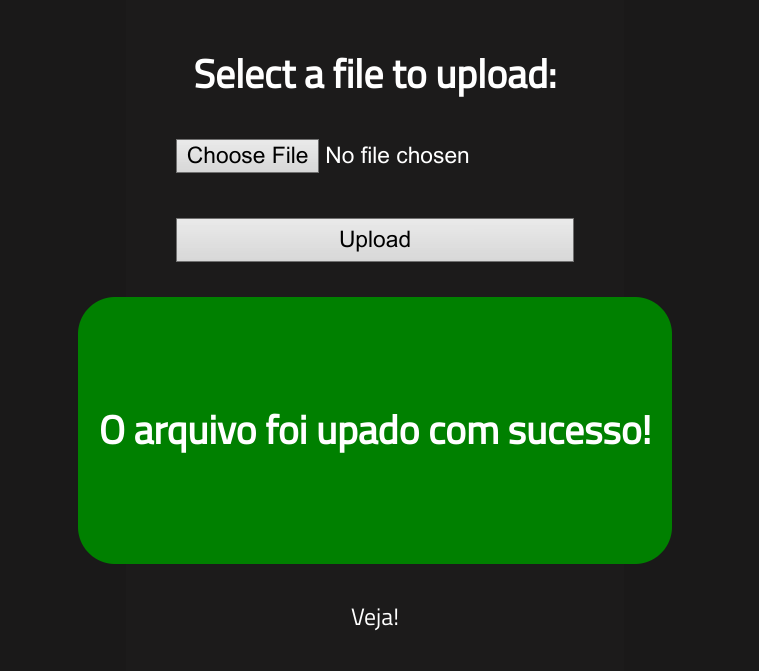 Select a file to upload:
Choose File No file chosen
Upload
O arquivo foi upado com sucesso!
Veja!